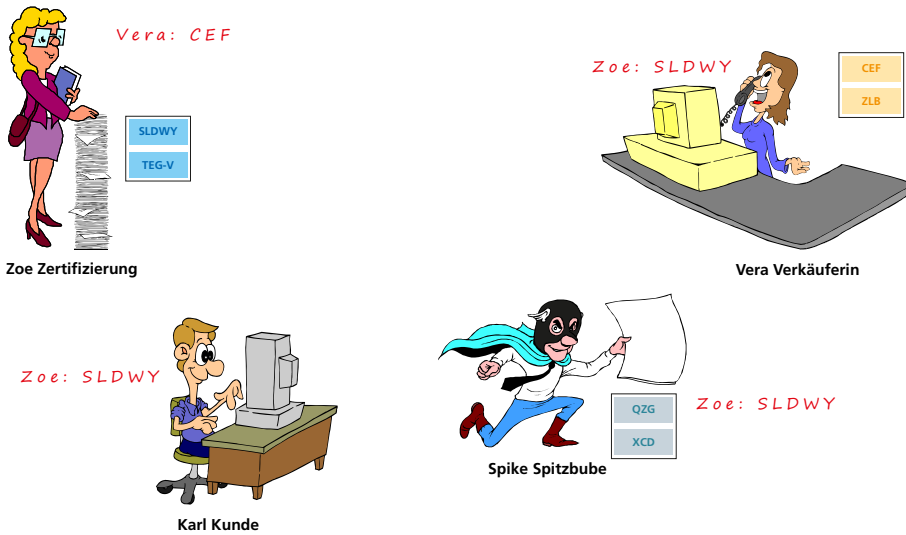 Vera: CEF
SLDWY
TEG-V
Zoe Zertifizierung
Zoe: SLDWY
CEF
ZLB
Vera Verkäuferin
Zoe: SLDWY
Karl Kunde
QZG
XCD
Zoe: SLDWY
Spike Spitzbube